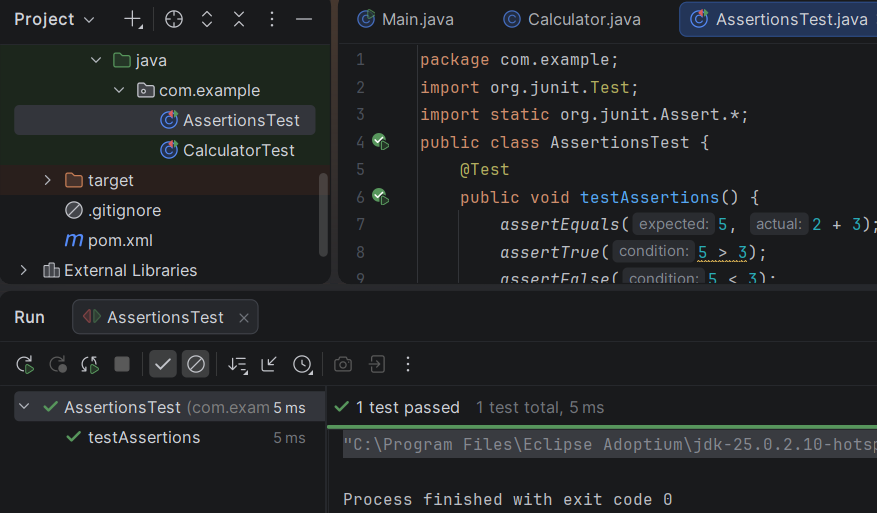 Project
Main.java
Calculator.java
AssertionsTest.java
java
com.example
AssertionsTest
CalculatorTest
target
.gitignore
pom.xml
External Libraries
1 package com.example;
2 import org.junit.Test;
3 import static org.junit.Assert.*;
4 public class AssertionsTest {
5 @Test
6 public void testAssertions() {
7 assertEquals( expected: 5, actual: 2 + 3);
8 assertTrue( condition: 5 > 3);
9 assertFalse( condition: 5 < 3);
Run
AssertionsTest
AssertionsTest (com.exam 5 ms
testAssertions 5 ms
1 test passed 1 test total, 5 ms
"C:\Program Files\Eclipse Adoptium\jdk-25.0.2.10-hotsp
Process finished with exit code 0